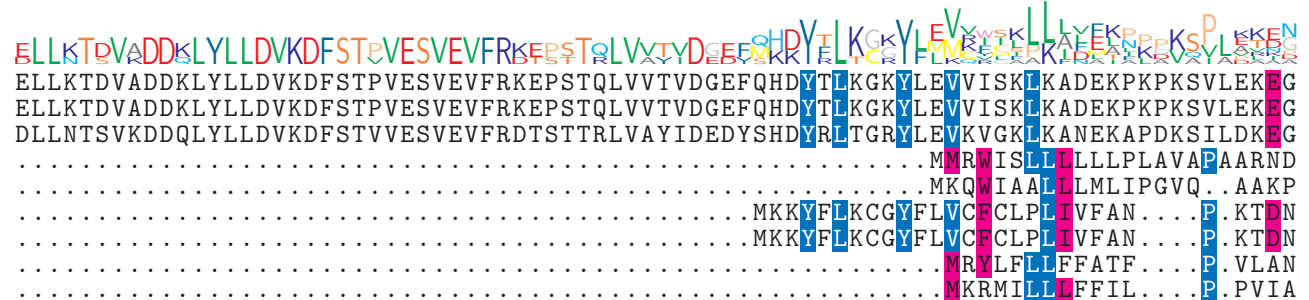 ELLKTDVADDKLYLLDVKDFSTPVESVEVFRKEPSTQLVVTVDGEFQHDYTLKGKYLEVVISKLKADEKPKPKSVLEKEG
ELLKTDVADDKLYLLDVKDFSTPVESVEVFRKEPSTQLVVTVDGEFQHDYTLKGKYLEVVISKLKADEKPKPKSVLEKEG
DLLNTSVKDDQLYLLDVKDFSTVVESVEVFRDTSTTRLVAYIDEDYSHDYRLTGRYLEVKVGKLKANEKAPDKSILDKEG
.........................................................MMRWISLLLLLLPLAVAPAARND
.........................................................MKQWIAALLLMLIPGVQ..AAKP
..............................................MKKYFLKCGYFLVCFCLPLIVFAN....P.KTDN
..............................................MKKYFLKCGYFLVCFCLPLIVFAN....P.KTDN
..........................................................MRYLFLLFFATF....P.VLAN
..........................................................MKRMILLLFFIL....P.PVIA